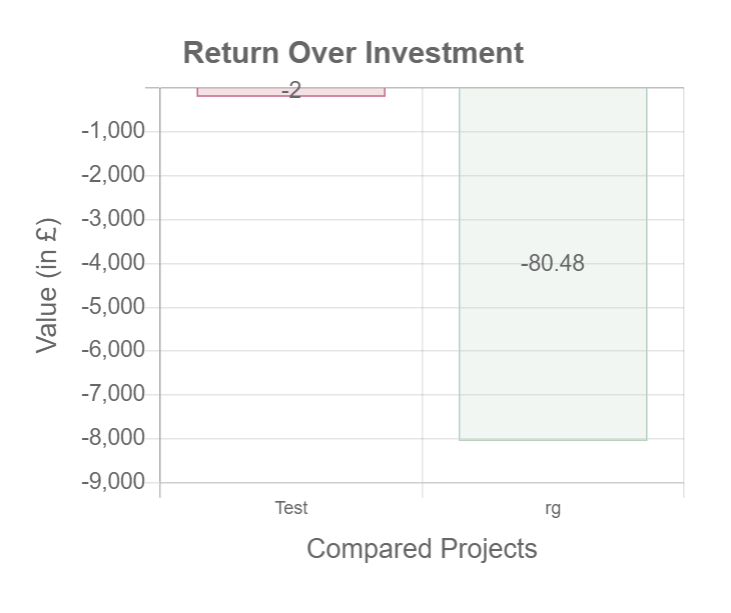 Return Over Investment
-2
-1,000
-2,000
-3,000
-4,000
-80.48
-5,000
-6,000
-7,000
-8,000
-9,000
Value (in £)
Test
rg
Compared Projects